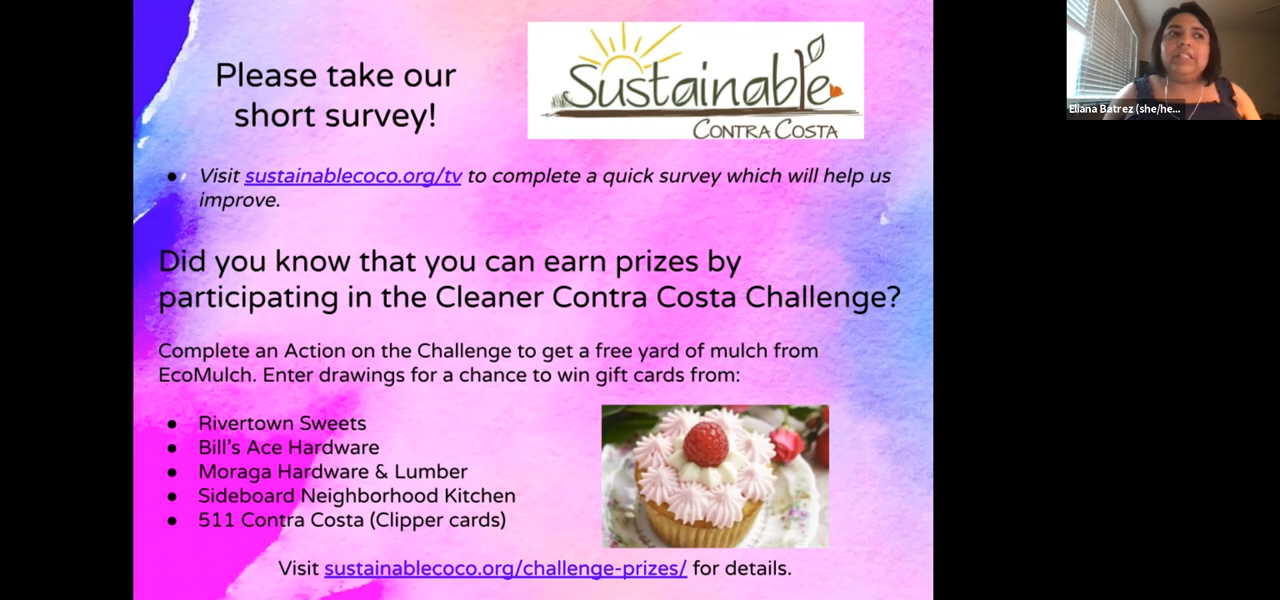 Please take our
short survey!
Sustainable
CONTRA COSTA
Eliana Batrez (she/he...
● Visit sustainablecoco.org/tv to complete a quick survey which will help us
improve.
Did you know that you can earn prizes by
participating in the Cleaner Contra Costa Challenge?
Complete an Action on the Challenge to get a free yard of mulch from
EcoMulch. Enter drawings for a chance to win gift cards from:
● Rivertown Sweets
● Bill’s Ace Hardware
● Moraga Hardware & Lumber
● Sideboard Neighborhood Kitchen
● 511 Contra Costa (Clipper cards)
Visit sustainablecoco.org/challenge-prizes/ for details.